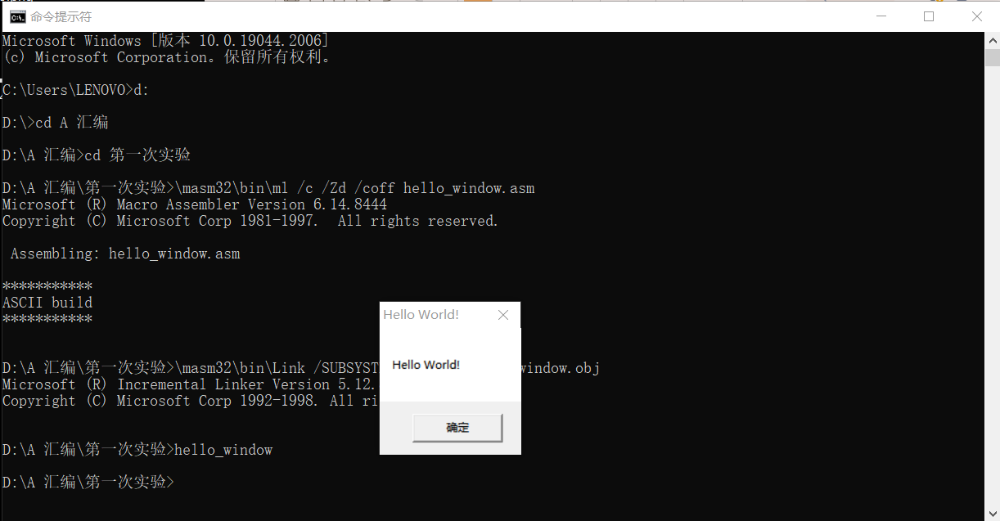 命令提示符
Microsoft Windows [版本 10.0.19044.2006]
(c) Microsoft Corporation。保留所有权利。
C:\Users\LENOVO>d:
D:\>cd A 汇编
D:\A 汇编>cd 第一次实验
D:\A 汇编\第一次实验>\masm32\bin\ml /c /Zd /coff hello_window.asm
Microsoft (R) Macro Assembler Version 6.14.8444
Copyright (C) Microsoft Corp 1981-1997.  All rights reserved.
 Assembling: hello_window.asm
***********
ASCII build
***********
D:\A 汇编\第一次实验>\masm32\bin\Link /SUBSYST window.obj
Microsoft (R) Incremental Linker Version 5.12.
Copyright (C) Microsoft Corp 1992-1998. All ri
D:\A 汇编\第一次实验>hello_window
D:\A 汇编\第一次实验>
Hello World!
Hello World!
确定